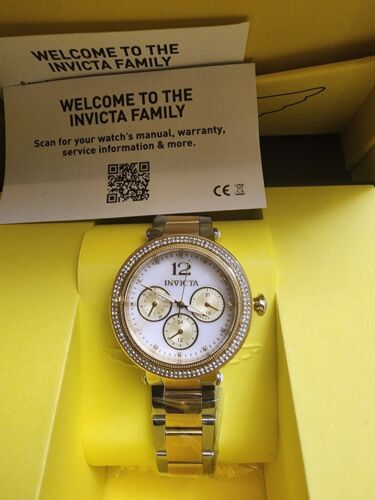 WELCOME TO THE
INVICTA FAMILY
WELCOME TO THE
INVICTA FAMILY
Scan for your watch's manual, warranty,
service information & more.
CE
12
INVICTA